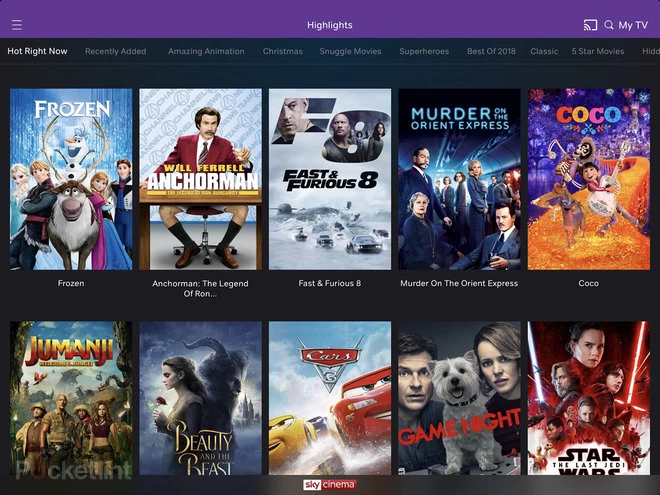 Highlights
My TV
Hot Right Now Recently Added Amazing Animation Christmas Snuggle Movies Superheroes Best Of 2018 Classic 5 Star Movies Hidd
FROZEN
WILL FERRELL
ANCHORMAN
THE LEGEND OF RON BURGUNDY
F8
FAST &
FURIOUS 8
MURDER ON THE
ORIENT EXPRESS
COCO
Frozen
Anchorman: The Legend
Of Ron...
Fast & Furious 8
Murder On The Orient Express
Coco
JUMANJI
WELCOME TO THE JUNGLE
BEAUTY
AND THE
BEAST
Cars
3
GAME NIGHT
STAR
THE LAST JEDI
Pocket-lint
sky cinema